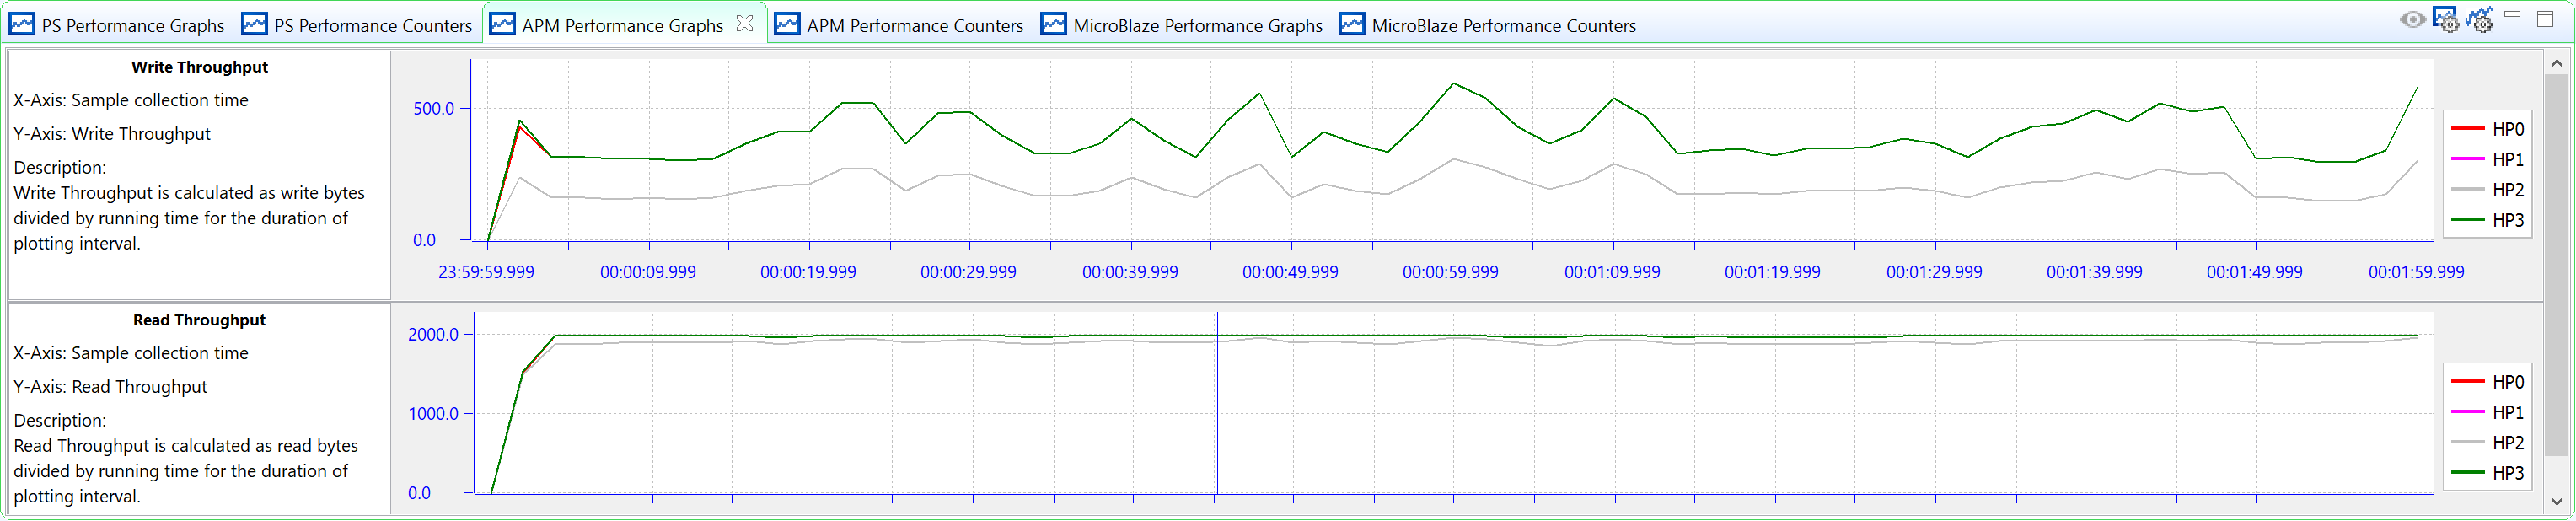 PS Performance Graphs PS Performance Counters APM Performance Graphs APM Performance Counters MicroBlaze Performance Graphs MicroBlaze Performance Counters
Write Throughput
X-Axis: Sample collection time
Y-Axis: Write Throughput
Description:
Write Throughput is calculated as write bytes
divided by running time for the duration of
plotting interval.
500.0
0.0
23:59:59.999 00:00:09.999 00:00:19.999 00:00:29.999 00:00:39.999 00:00:49.999 00:00:59.999 00:01:09.999 00:01:19.999 00:01:29.999 00:01:39.999 00:01:49.999 00:01:59.999
HP0
HP1
HP2
HP3
Read Throughput
X-Axis: Sample collection time
Y-Axis: Read Throughput
Description:
Read Throughput is calculated as read bytes
divided by running time for the duration of
plotting interval.
2000.0
1000.0
0.0
HP0
HP1
HP2
HP3